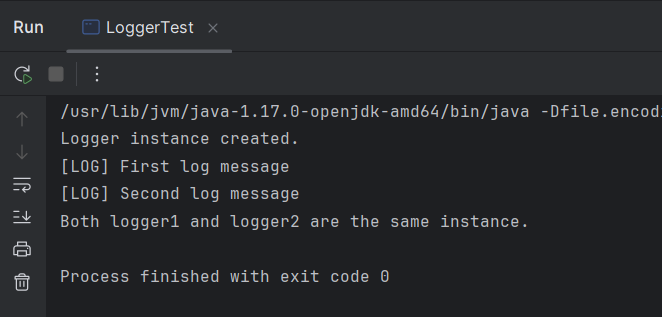 Run LoggerTest
/usr/lib/jvm/java-1.17.0-openjdk-amd64/bin/java -Dfile.encod
Logger instance created.
[LOG] First log message
[LOG] Second log message
Both logger1 and logger2 are the same instance.
Process finished with exit code 0